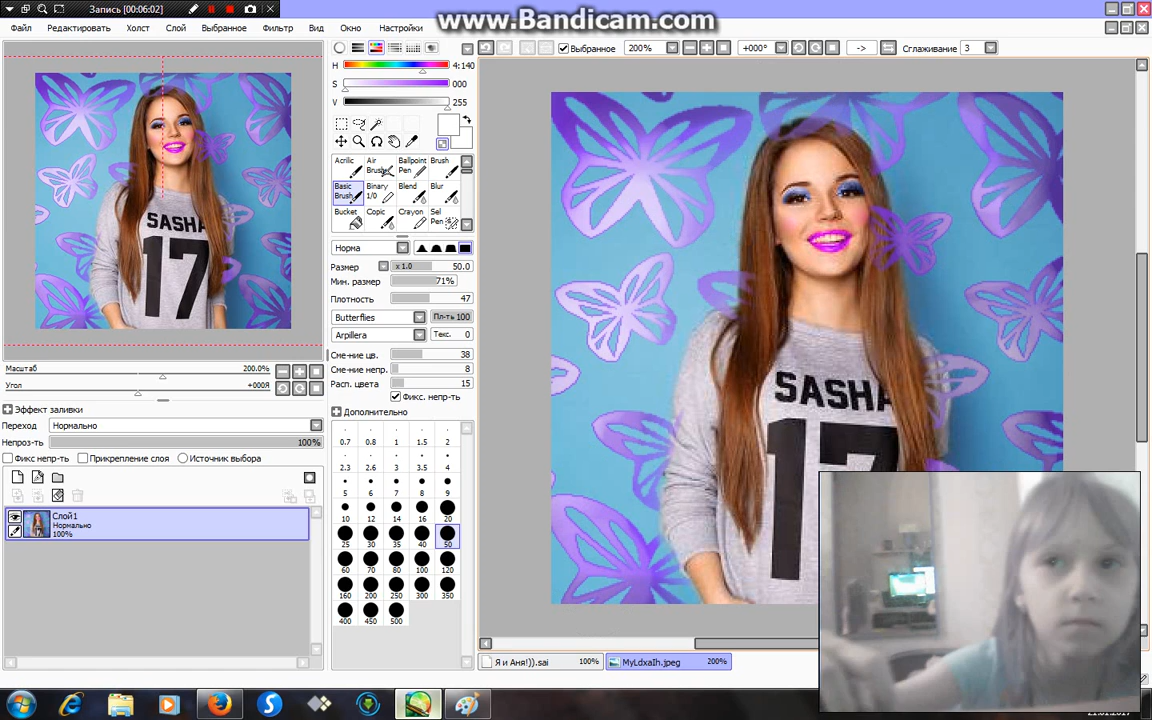 Запись [00:06:02]
www.Bandicam.com
Файл Редактировать Холст Слой Выбранное Фильтр Вид Окно Настройки
Выбранное 200% +000° -> Сглаживание 3
H 4:140
S 000
V 255
Acrilic Air Brush Ballpoint Pen Brush
Basic Brush Binary 1/0 Blend Blur
Bucket Copic Crayon Sel Pen
Норма
Размер x 1.0 50.0
Мин. размер 71%
Плотность 47
Butterflies Пл-ть 100
Arpillera Текс. 0
Сме-ние цв. 38
Сме-ние непр. 8
Расп. цвета 15
Фикс. непр-ть
Дополнительно
0.7 0.8 1 1.5 2
2.3 2.6 3 3.5 4
5 6 7 8 9
10 12 14 16 20
25 30 35 40 50
60 70 80 100 120
160 200 250 300 350
400 450 500
SASHA
17
Масштаб 200.0%
Угол +000Я
Эффект заливки
Переход Нормально
Непроз-ть 100%
Фикс непр-ть Прикрепление слоя Источник выбора
Слой1
Нормально
100%
SASHA
17
Я и Аня!)).sai 100% MyLdxaIh.jpeg 200%